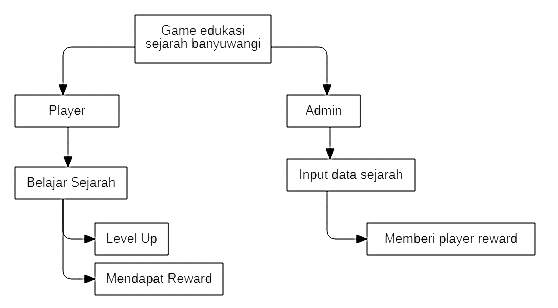 Game edukasi
sejarah banyuwangi
Player
Admin
Belajar Sejarah
Input data sejarah
Level Up
Memberi player reward
Mendapat Reward